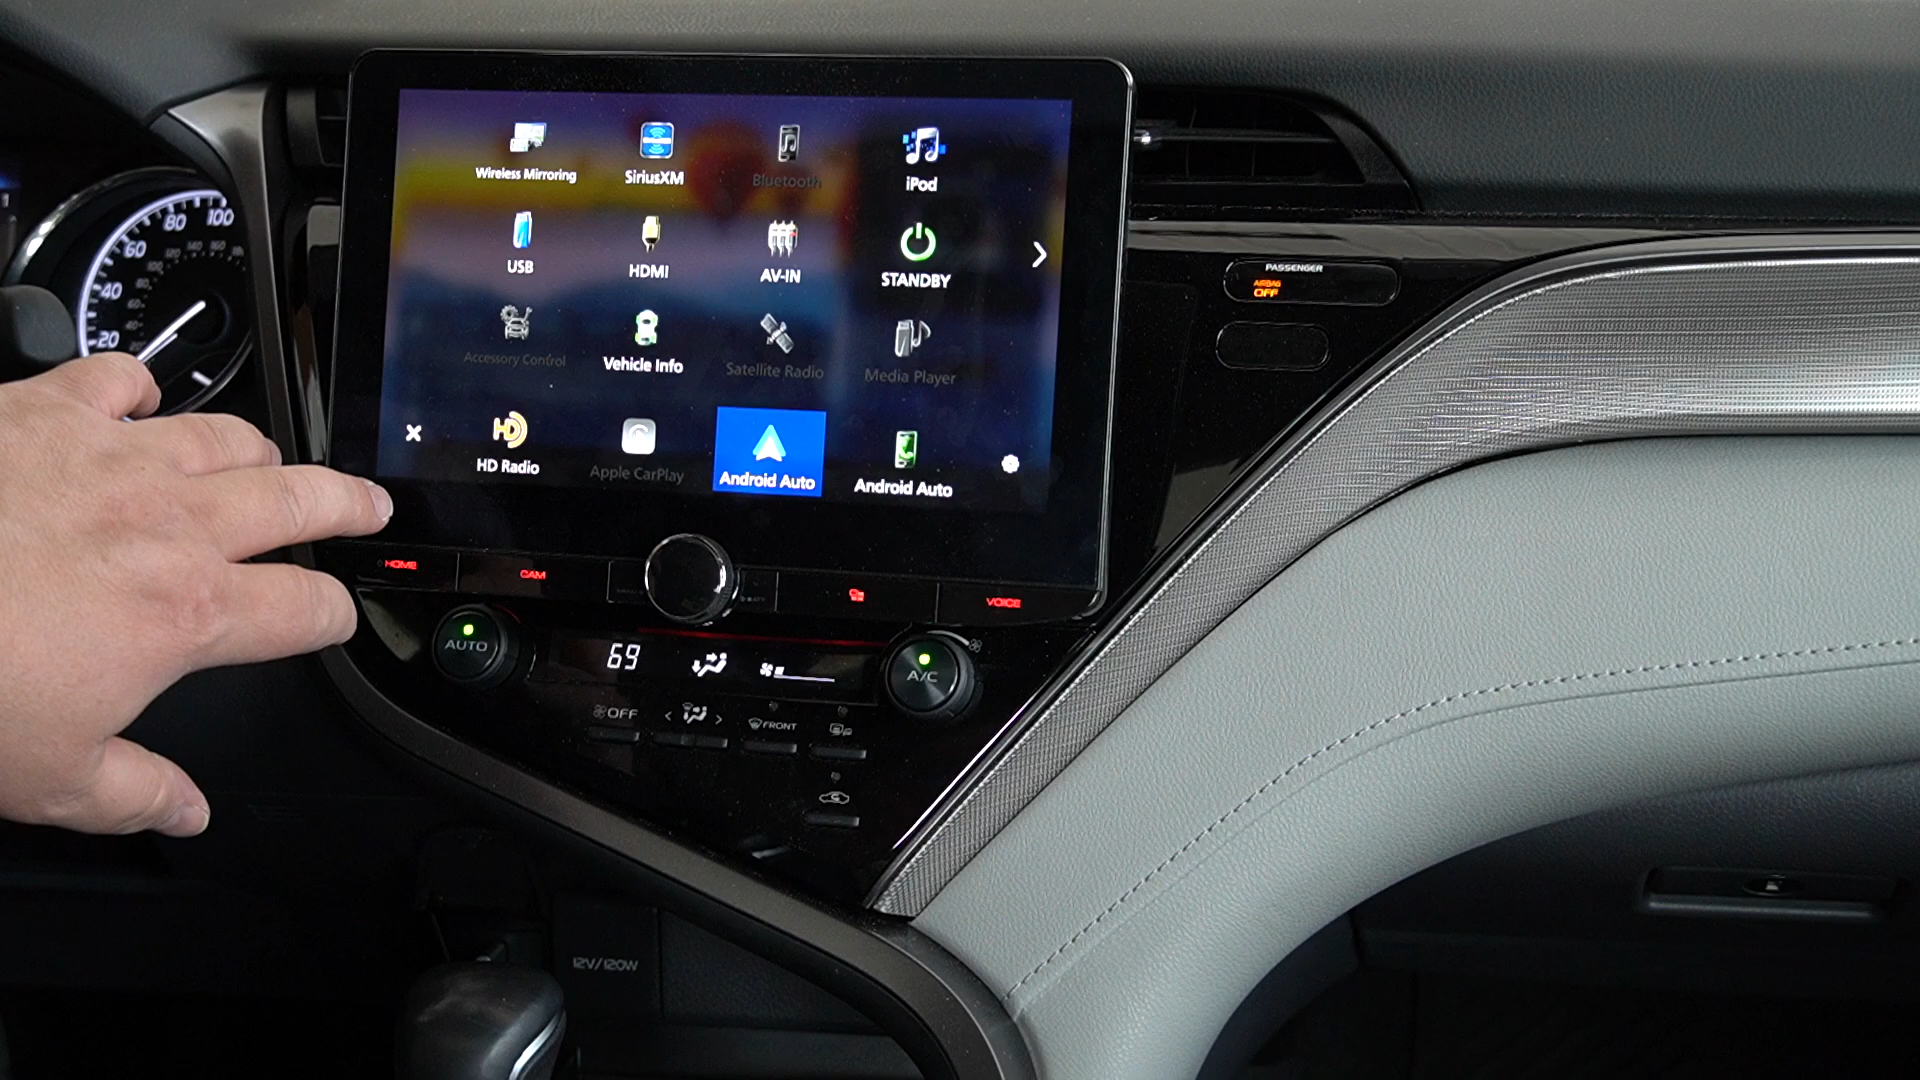 Wireless Mirroring
SiriusXM
Bluetooth
iPod
USB
HDMI
AV-IN
STANDBY
Accessory Control
Vehicle Info
Satellite Radio
Media Player
HD Radio
Apple CarPlay
Android Auto
Android Auto
HOME
CAM
VOICE
AUTO
69
A/C
OFF
FRONT
12V/120W
PASSENGER
AIRBAG
OFF
20
40
60
80
100